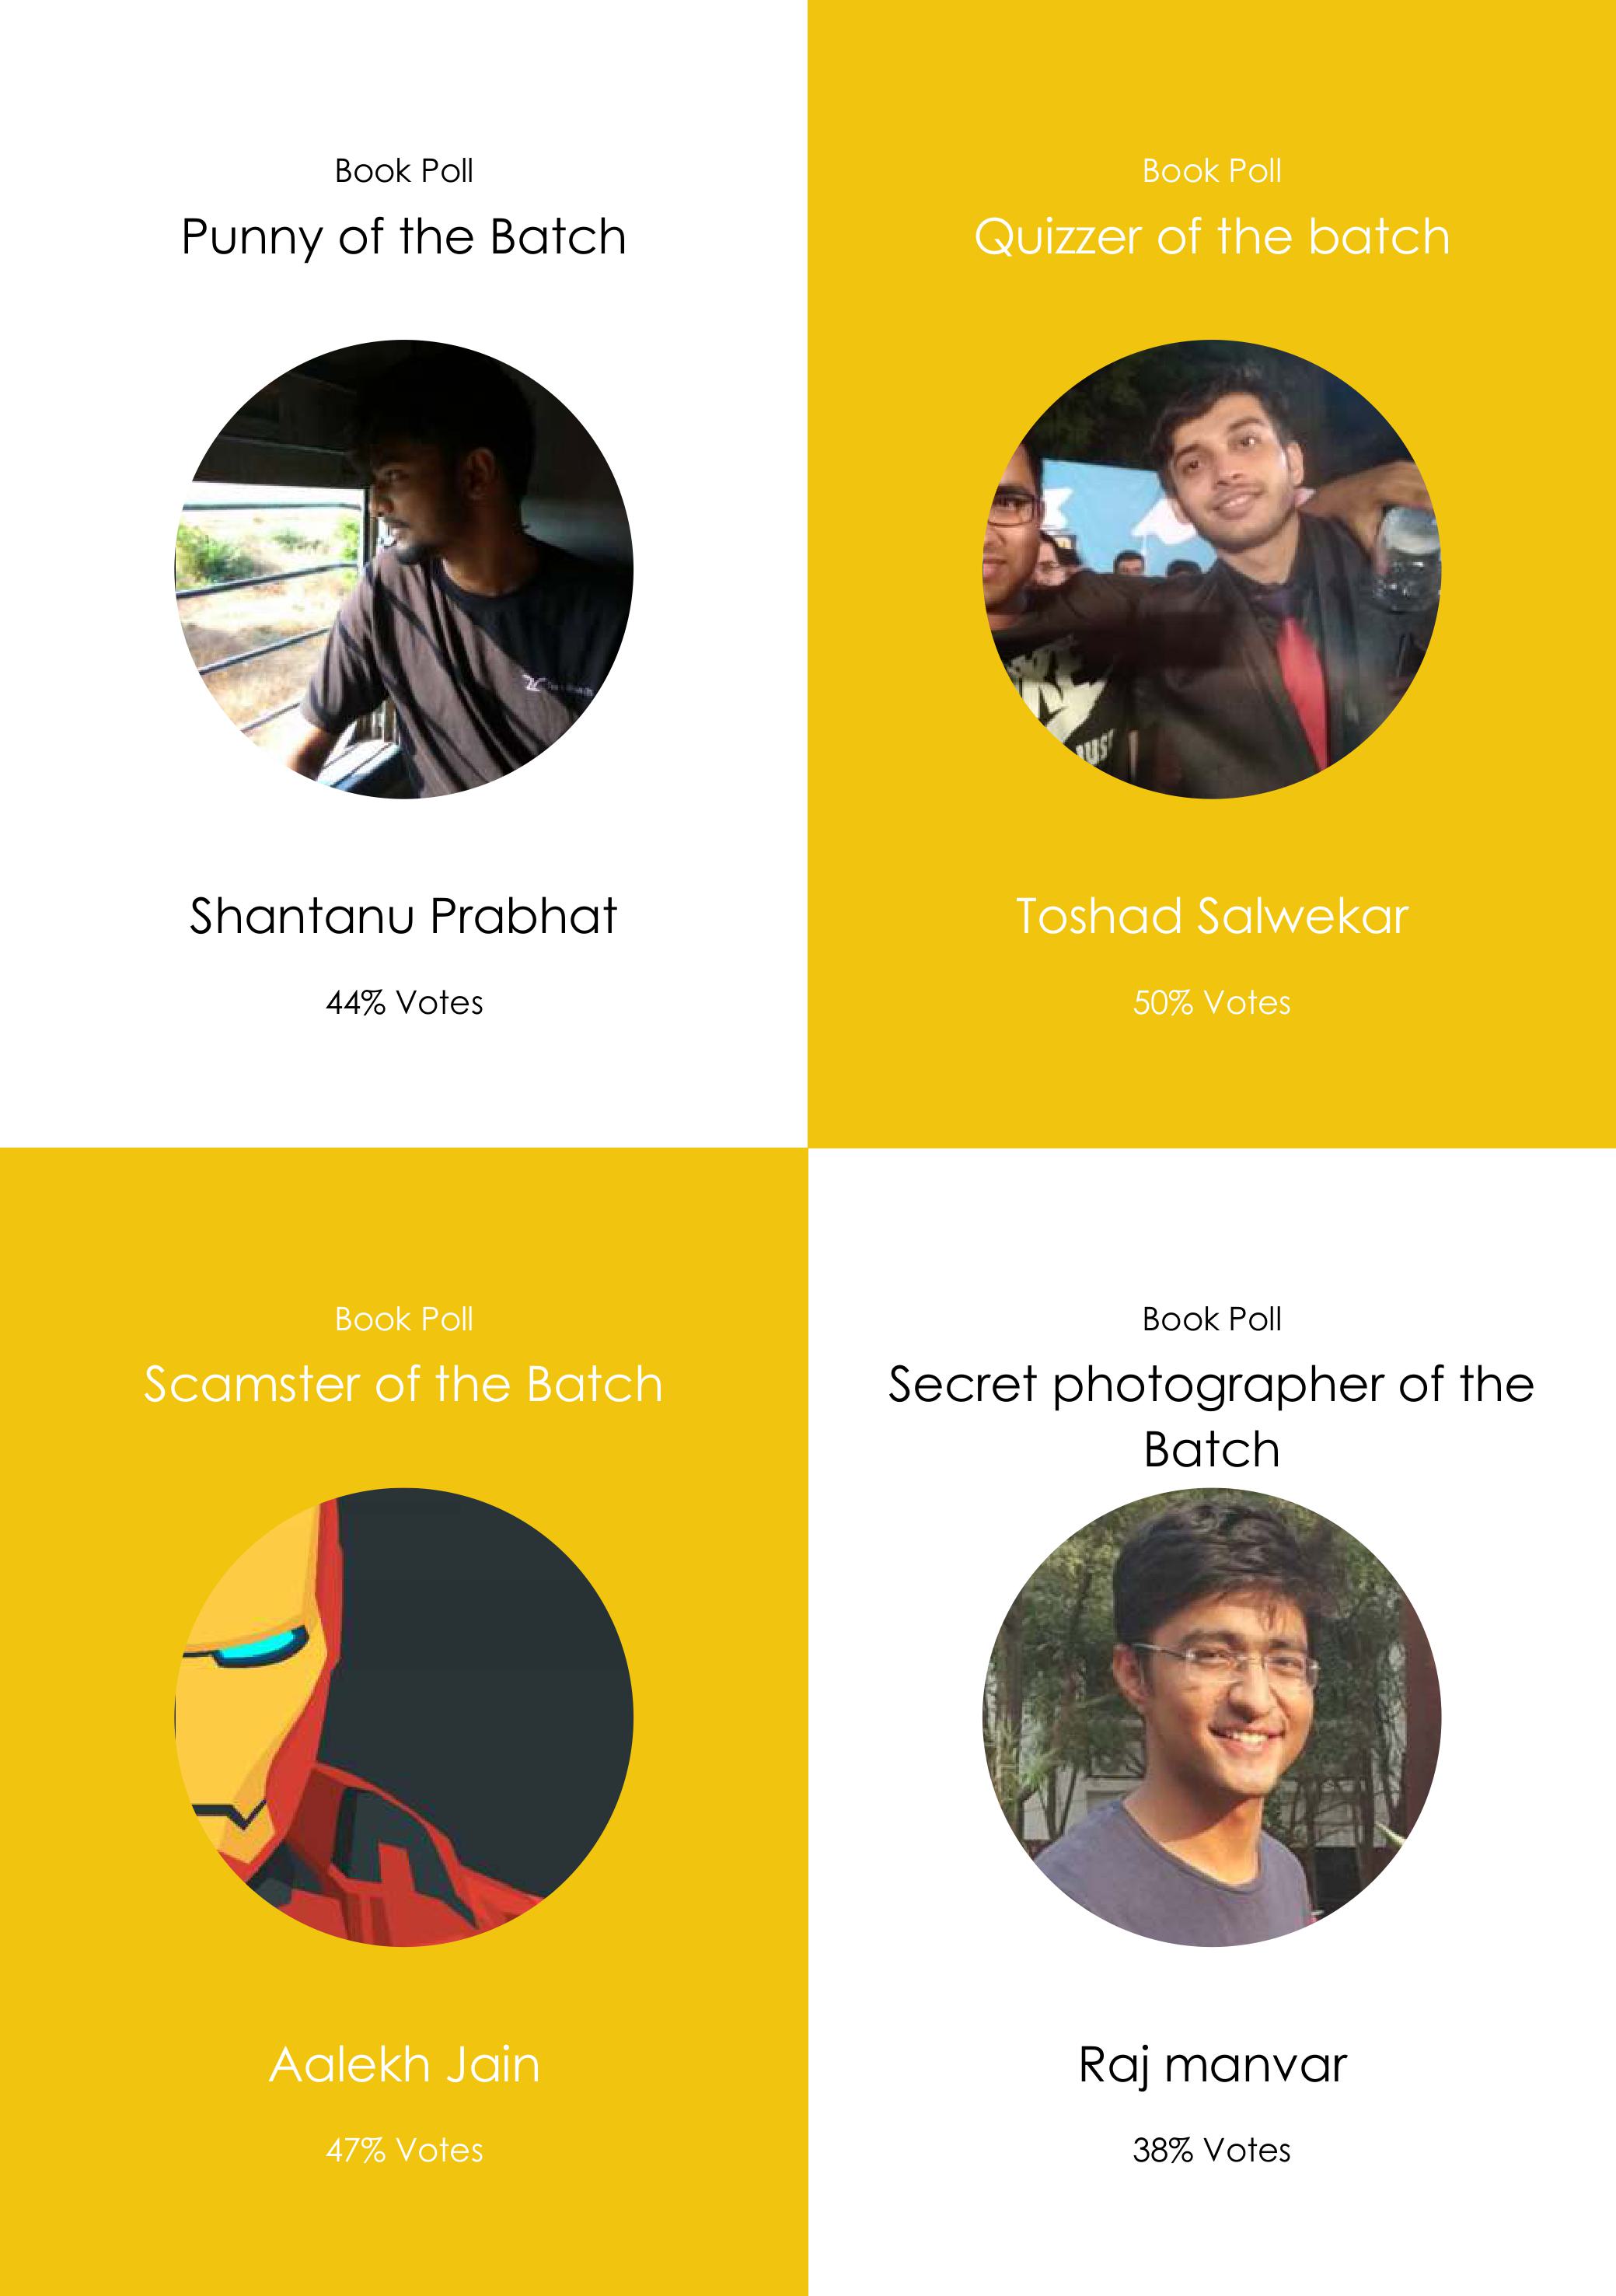 Book Poll
Punny of the Batch
Shantanu Prabhat
44% Votes
Book Poll
Quizzer of the batch
Toshad Salwekar
50% Votes
Book Poll
Scamster of the Batch
Aalekh Jain
47% Votes
Book Poll
Secret photographer of the
Batch
Raj manvar
38% Votes